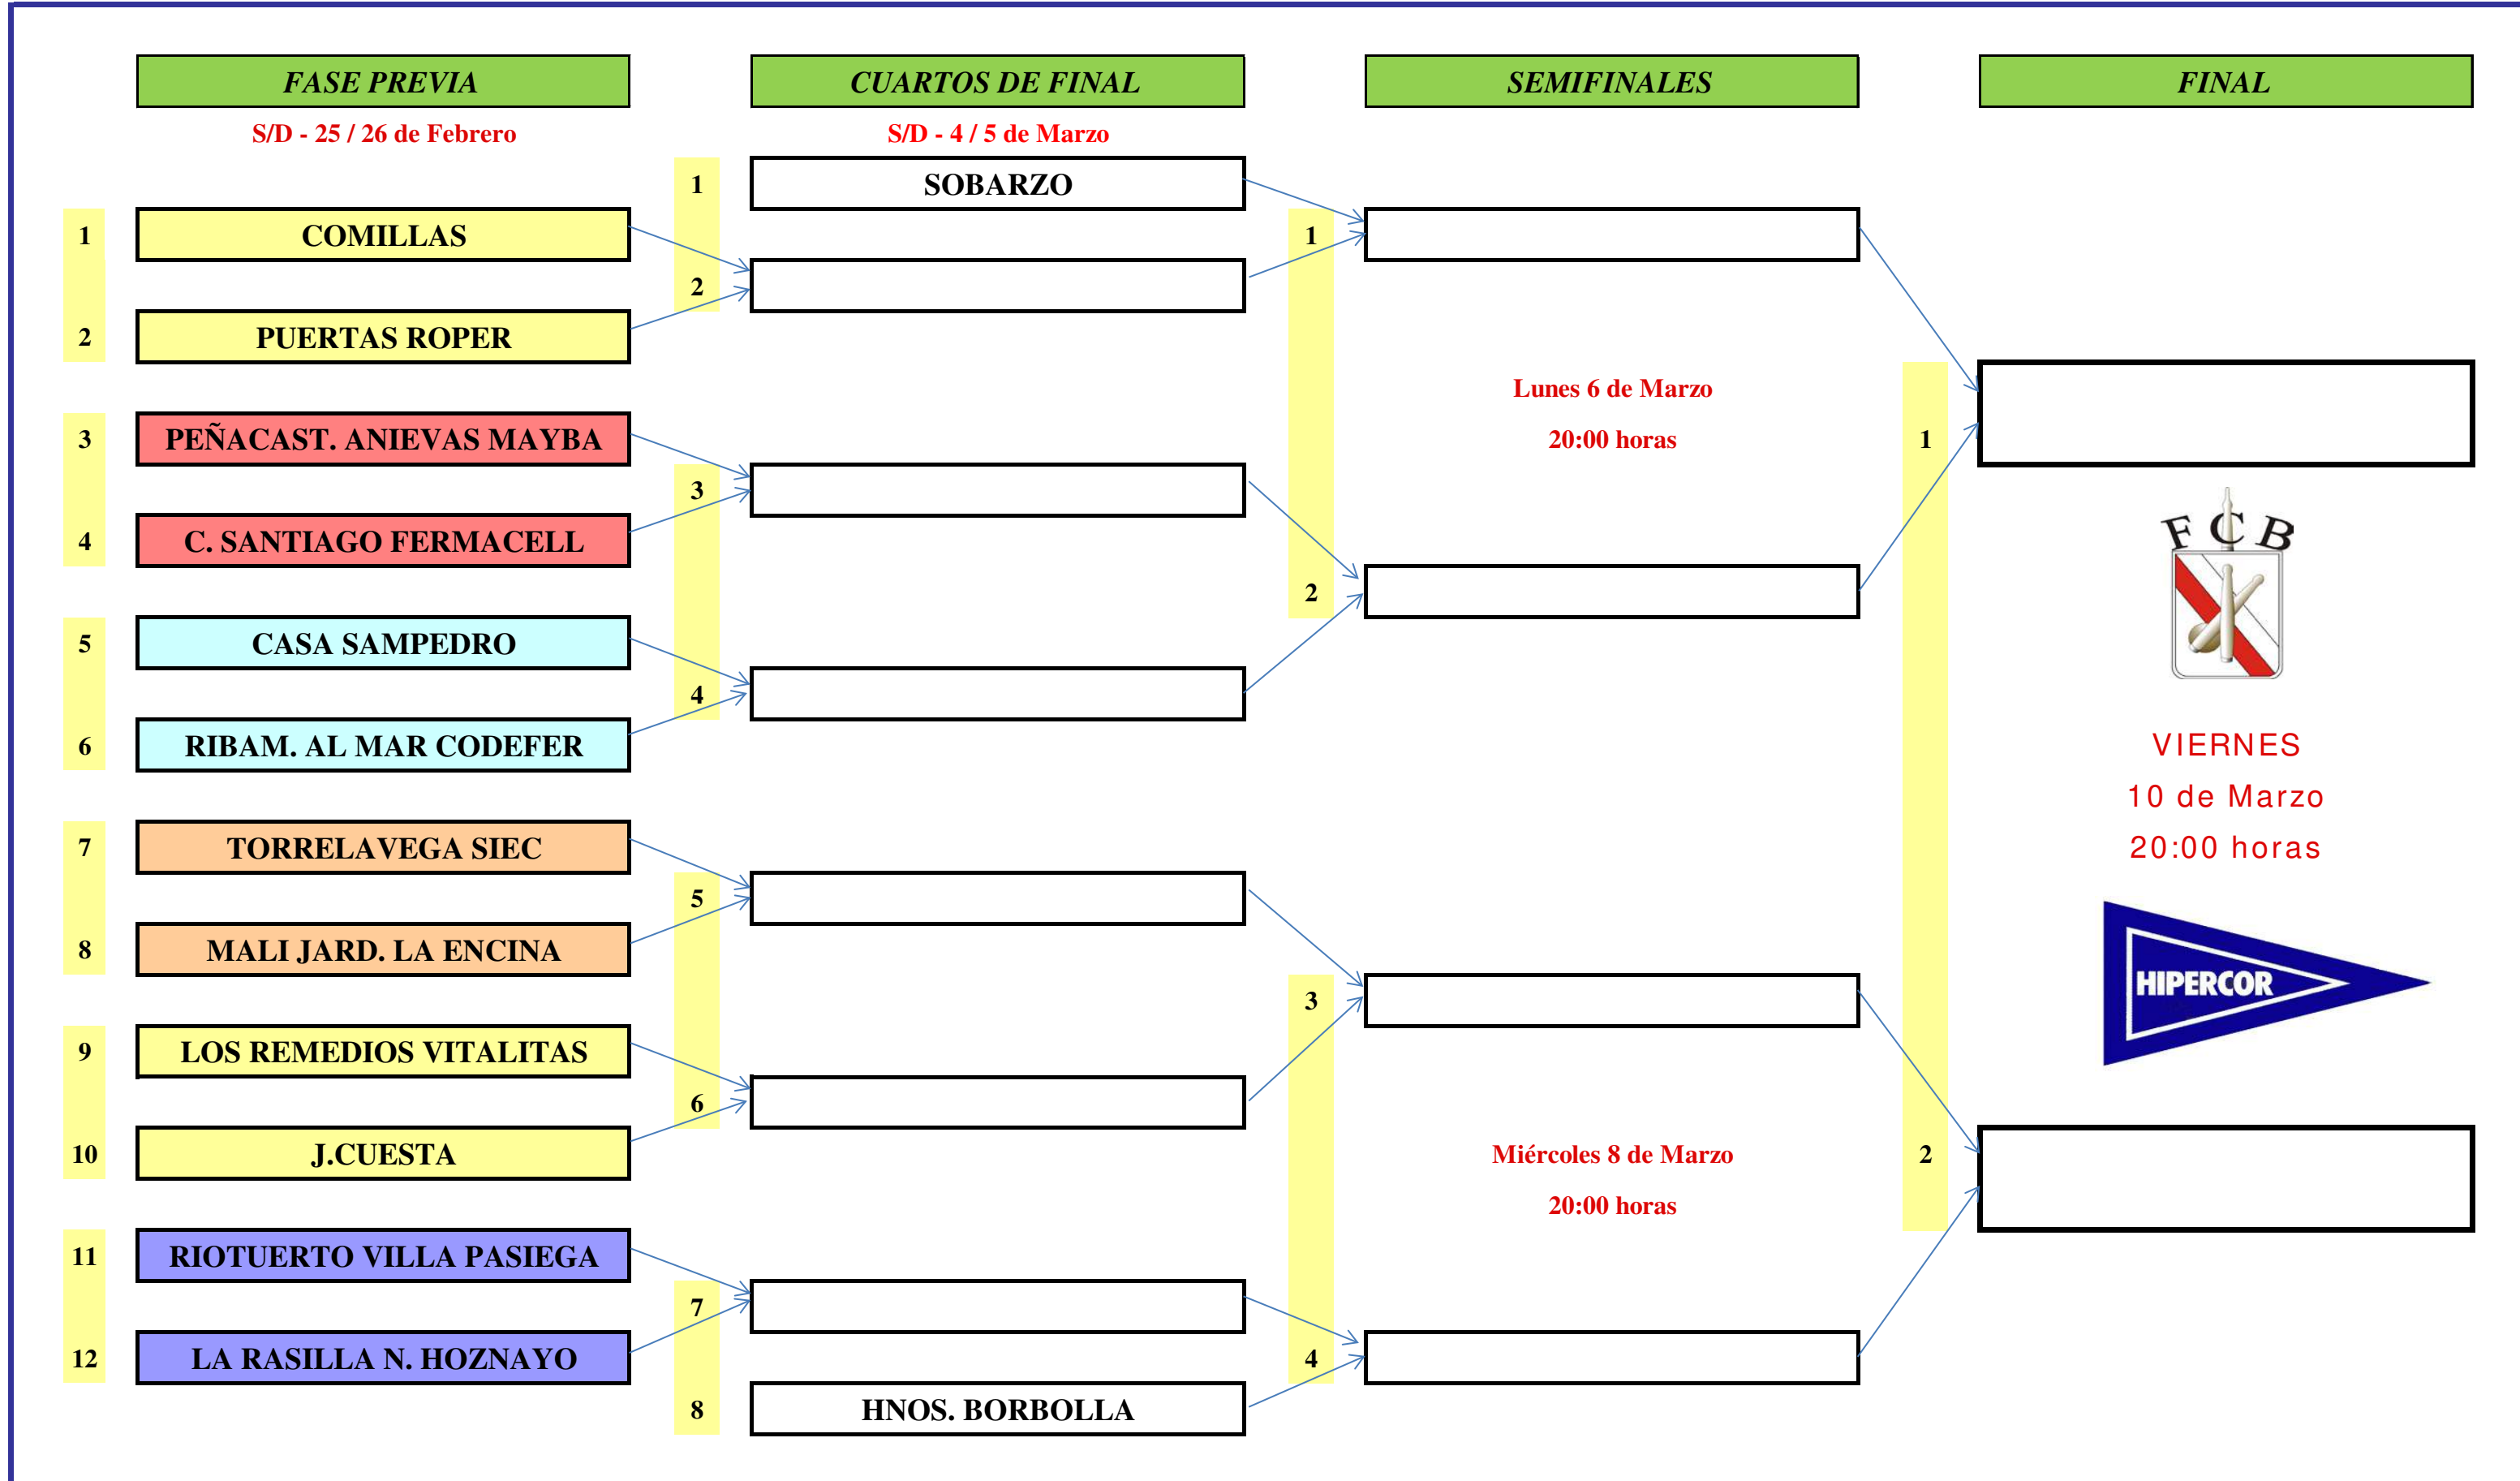 FASE PREVIA
CUARTOS DE FINAL
SEMIFINALES
FINAL
S/D - 25 / 26 de Febrero
S/D - 4 / 5 de Marzo
1 SOBARZO
1 COMILLAS
1
2
2 PUERTAS ROPER
Lunes 6 de Marzo
3 PEÑACAST. ANIEVAS MAYBA
20:00 horas
1
3
F C B
4 C. SANTIAGO FERMACELL
2
5 CASA SAMPEDRO
4
6 RIBAM. AL MAR CODEFER
VIERNES
10 de Marzo
20:00 horas
7 TORRELAVEGA SIEC
5
8 MALI JARD. LA ENCINA
HIPERCOR
3
9 LOS REMEDIOS VITALITAS
6
10 J.CUESTA
Miércoles 8 de Marzo
2
20:00 horas
11 RIOTUERTO VILLA PASIEGA
7
12 LA RASILLA N. HOZNAYO
4
8 HNOS. BORBOLLA